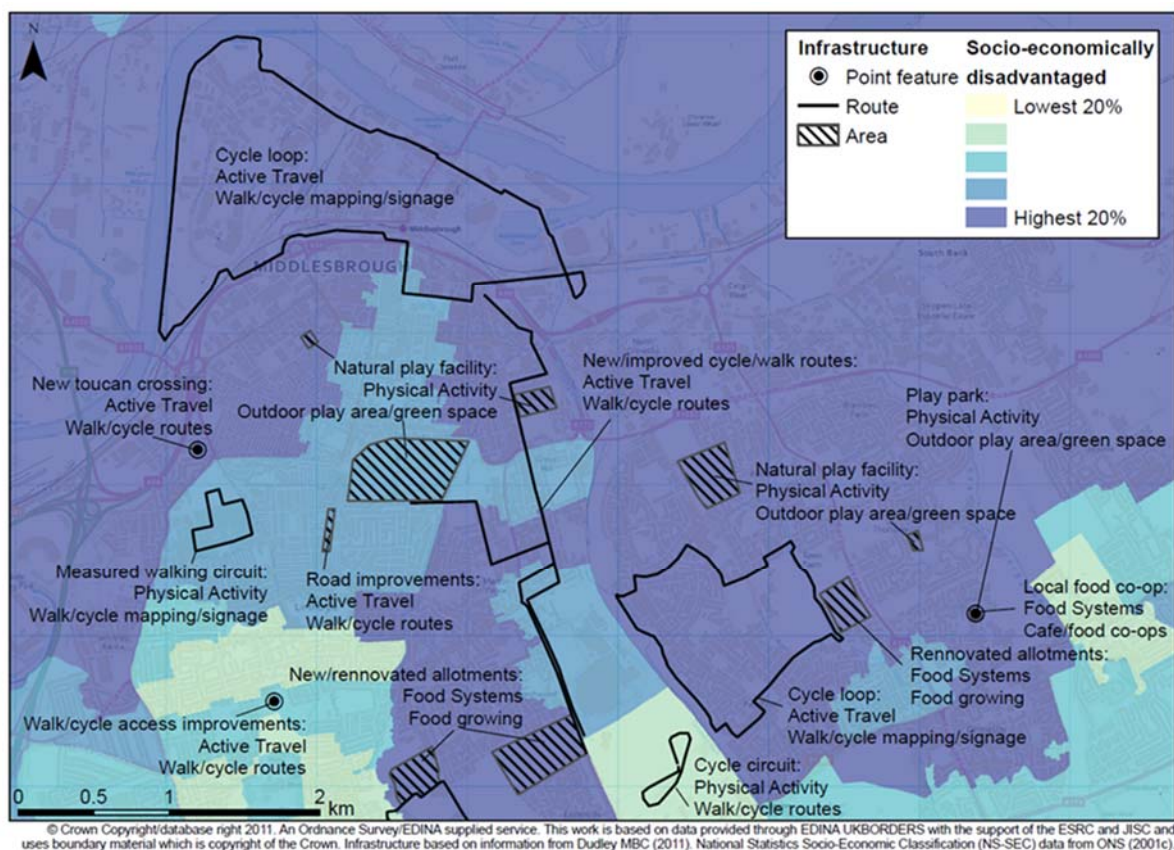 N
Infrastructure
Point feature
Route
Area
Socio-economically
disadvantaged
Lowest 20%
Highest 20%
Cycle loop:
Active Travel
Walk/cycle mapping/signage
Middlesbrough
MIDDLESBROUGH
South Bank
Natural play facility:
Physical Activity
Outdoor play area/green space
New/improved cycle/walk routes:
Active Travel
Walk/cycle routes
New toucan crossing:
Active Travel
Walk/cycle routes
Play park:
Physical Activity
Outdoor play area/green space
Natural play facility:
Physical Activity
Outdoor play area/green space
Measured walking circuit:
Physical Activity
Walk/cycle mapping/signage
Road improvements:
Active Travel
Walk/cycle routes
Local food co-op:
Food Systems
Cafe/food co-ops
New/rennovated allotments:
Food Systems
Food growing
Rennovated allotments:
Food Systems
Food growing
Walk/cycle access improvements:
Active Travel
Walk/cycle routes
Cycle loop:
Active Travel
Walk/cycle mapping/signage
Cycle circuit:
Physical Activity
Walk/cycle routes
0 0.5 1 2
km
© Crown Copyright/database right 2011. An Ordnance Survey/EDINA supplied service. This work is based on data provided through EDINA UKBORDERS with the support of the ESRC and JISC and
uses boundary material which is copyright of the Crown. Infrastructure based on information from Dudley MBC (2011). National Statistics Socio-Economic Classification (NS-SEC) data from ONS (2001c)